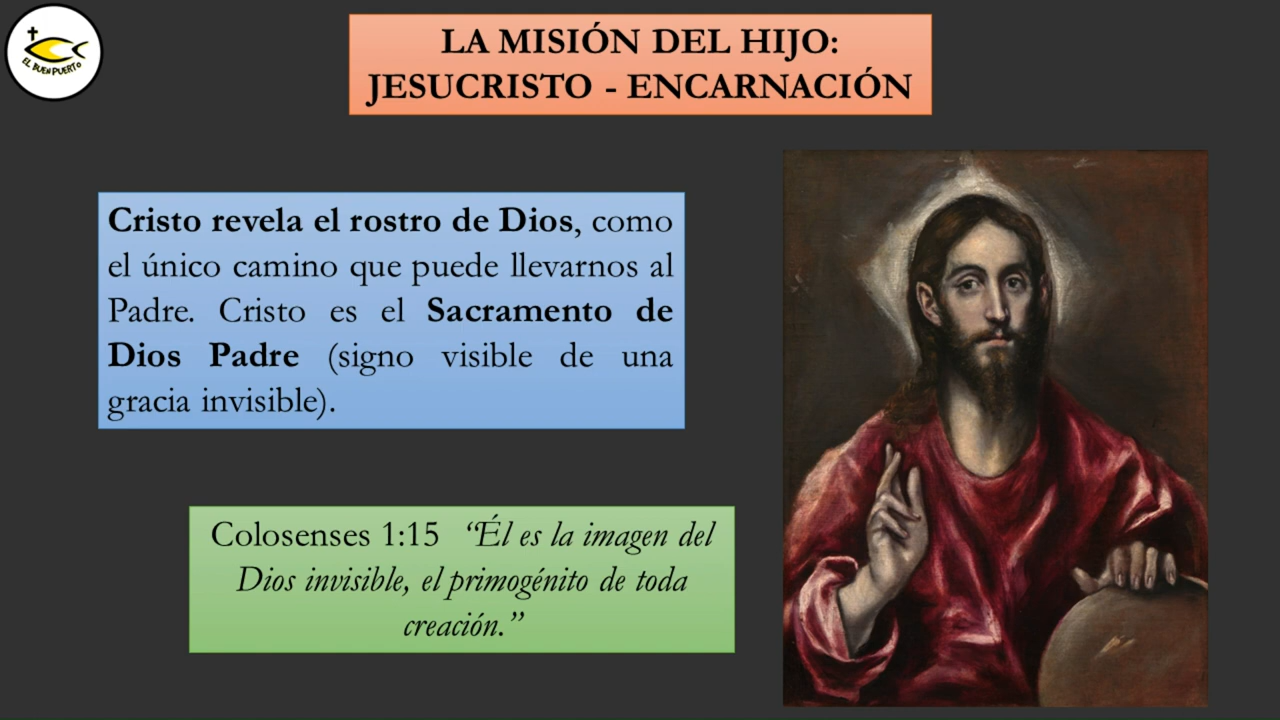 EL BUEN PUERTO
LA MISIÓN DEL HIJO:
JESUCRISTO - ENCARNACIÓN
Cristo revela el rostro de Dios, como
el único camino que puede llevarnos al
Padre. Cristo es el Sacramento de
Dios Padre (signo visible de una
gracia invisible).
Colosenses 1:15 “Él es la imagen del
Dios invisible, el primogénito de toda
creación.”